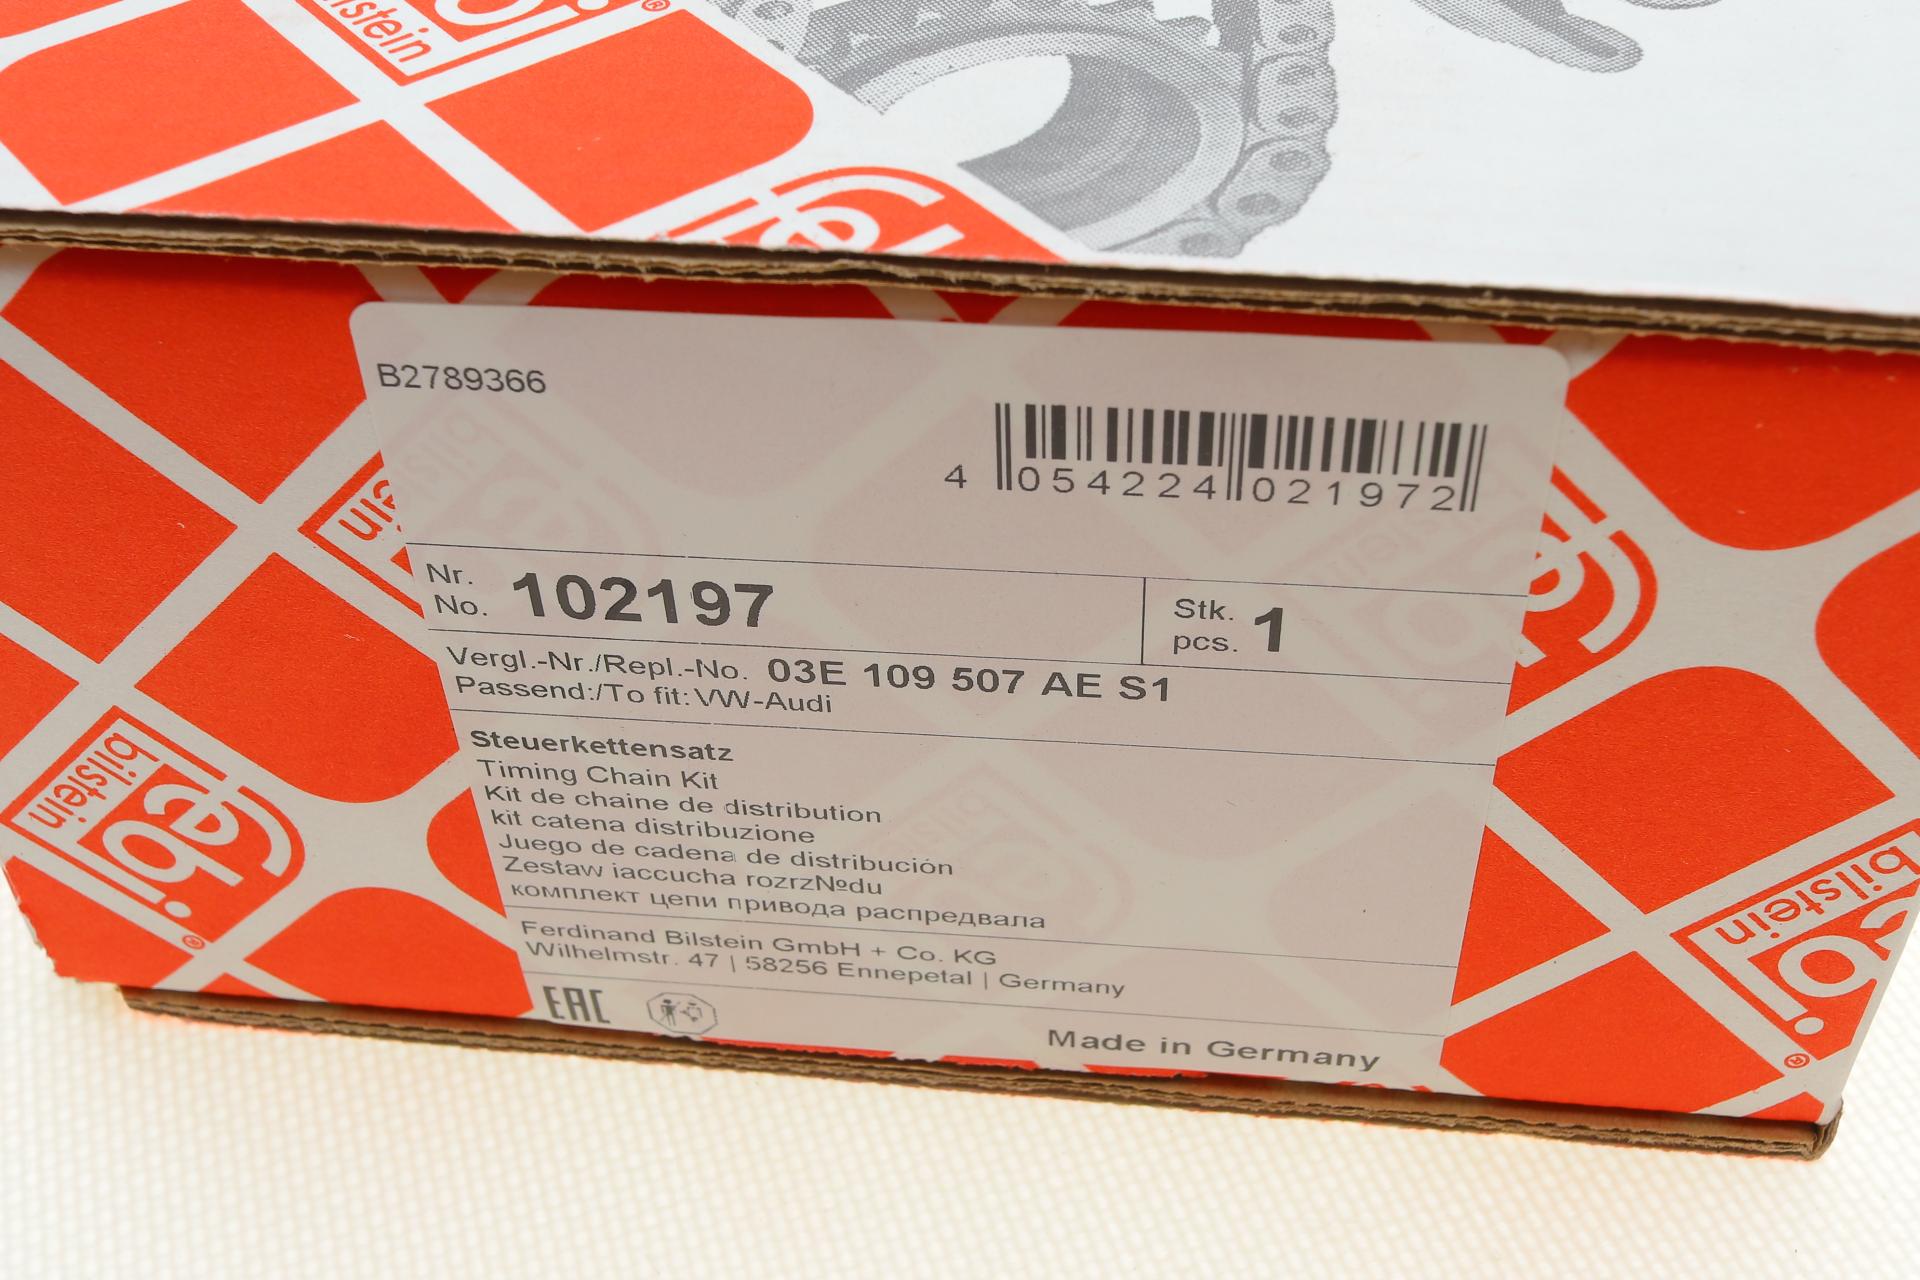 bilstein
febi
bilstein
B2789366
4 054224 021972
Nr.
No. 102197
Stk.
pcs. 1
Vergl.-Nr./Repl.-No. 03E 109 507 AE S1
Passend:/To fit: VW-Audi
Steuerkettensatz
Timing Chain Kit
Kit de chaine de distribution
kit catena distribuzione
Juego de cadena de distribución
Zestaw iaccucha rozrz№du
комплект цепи привода распредвала
Ferdinand Bilstein GmbH + Co. KG
Wilhelmstr. 47 | 58256 Ennepetal | Germany
EAC
Made in Germany
febi®
bilstein